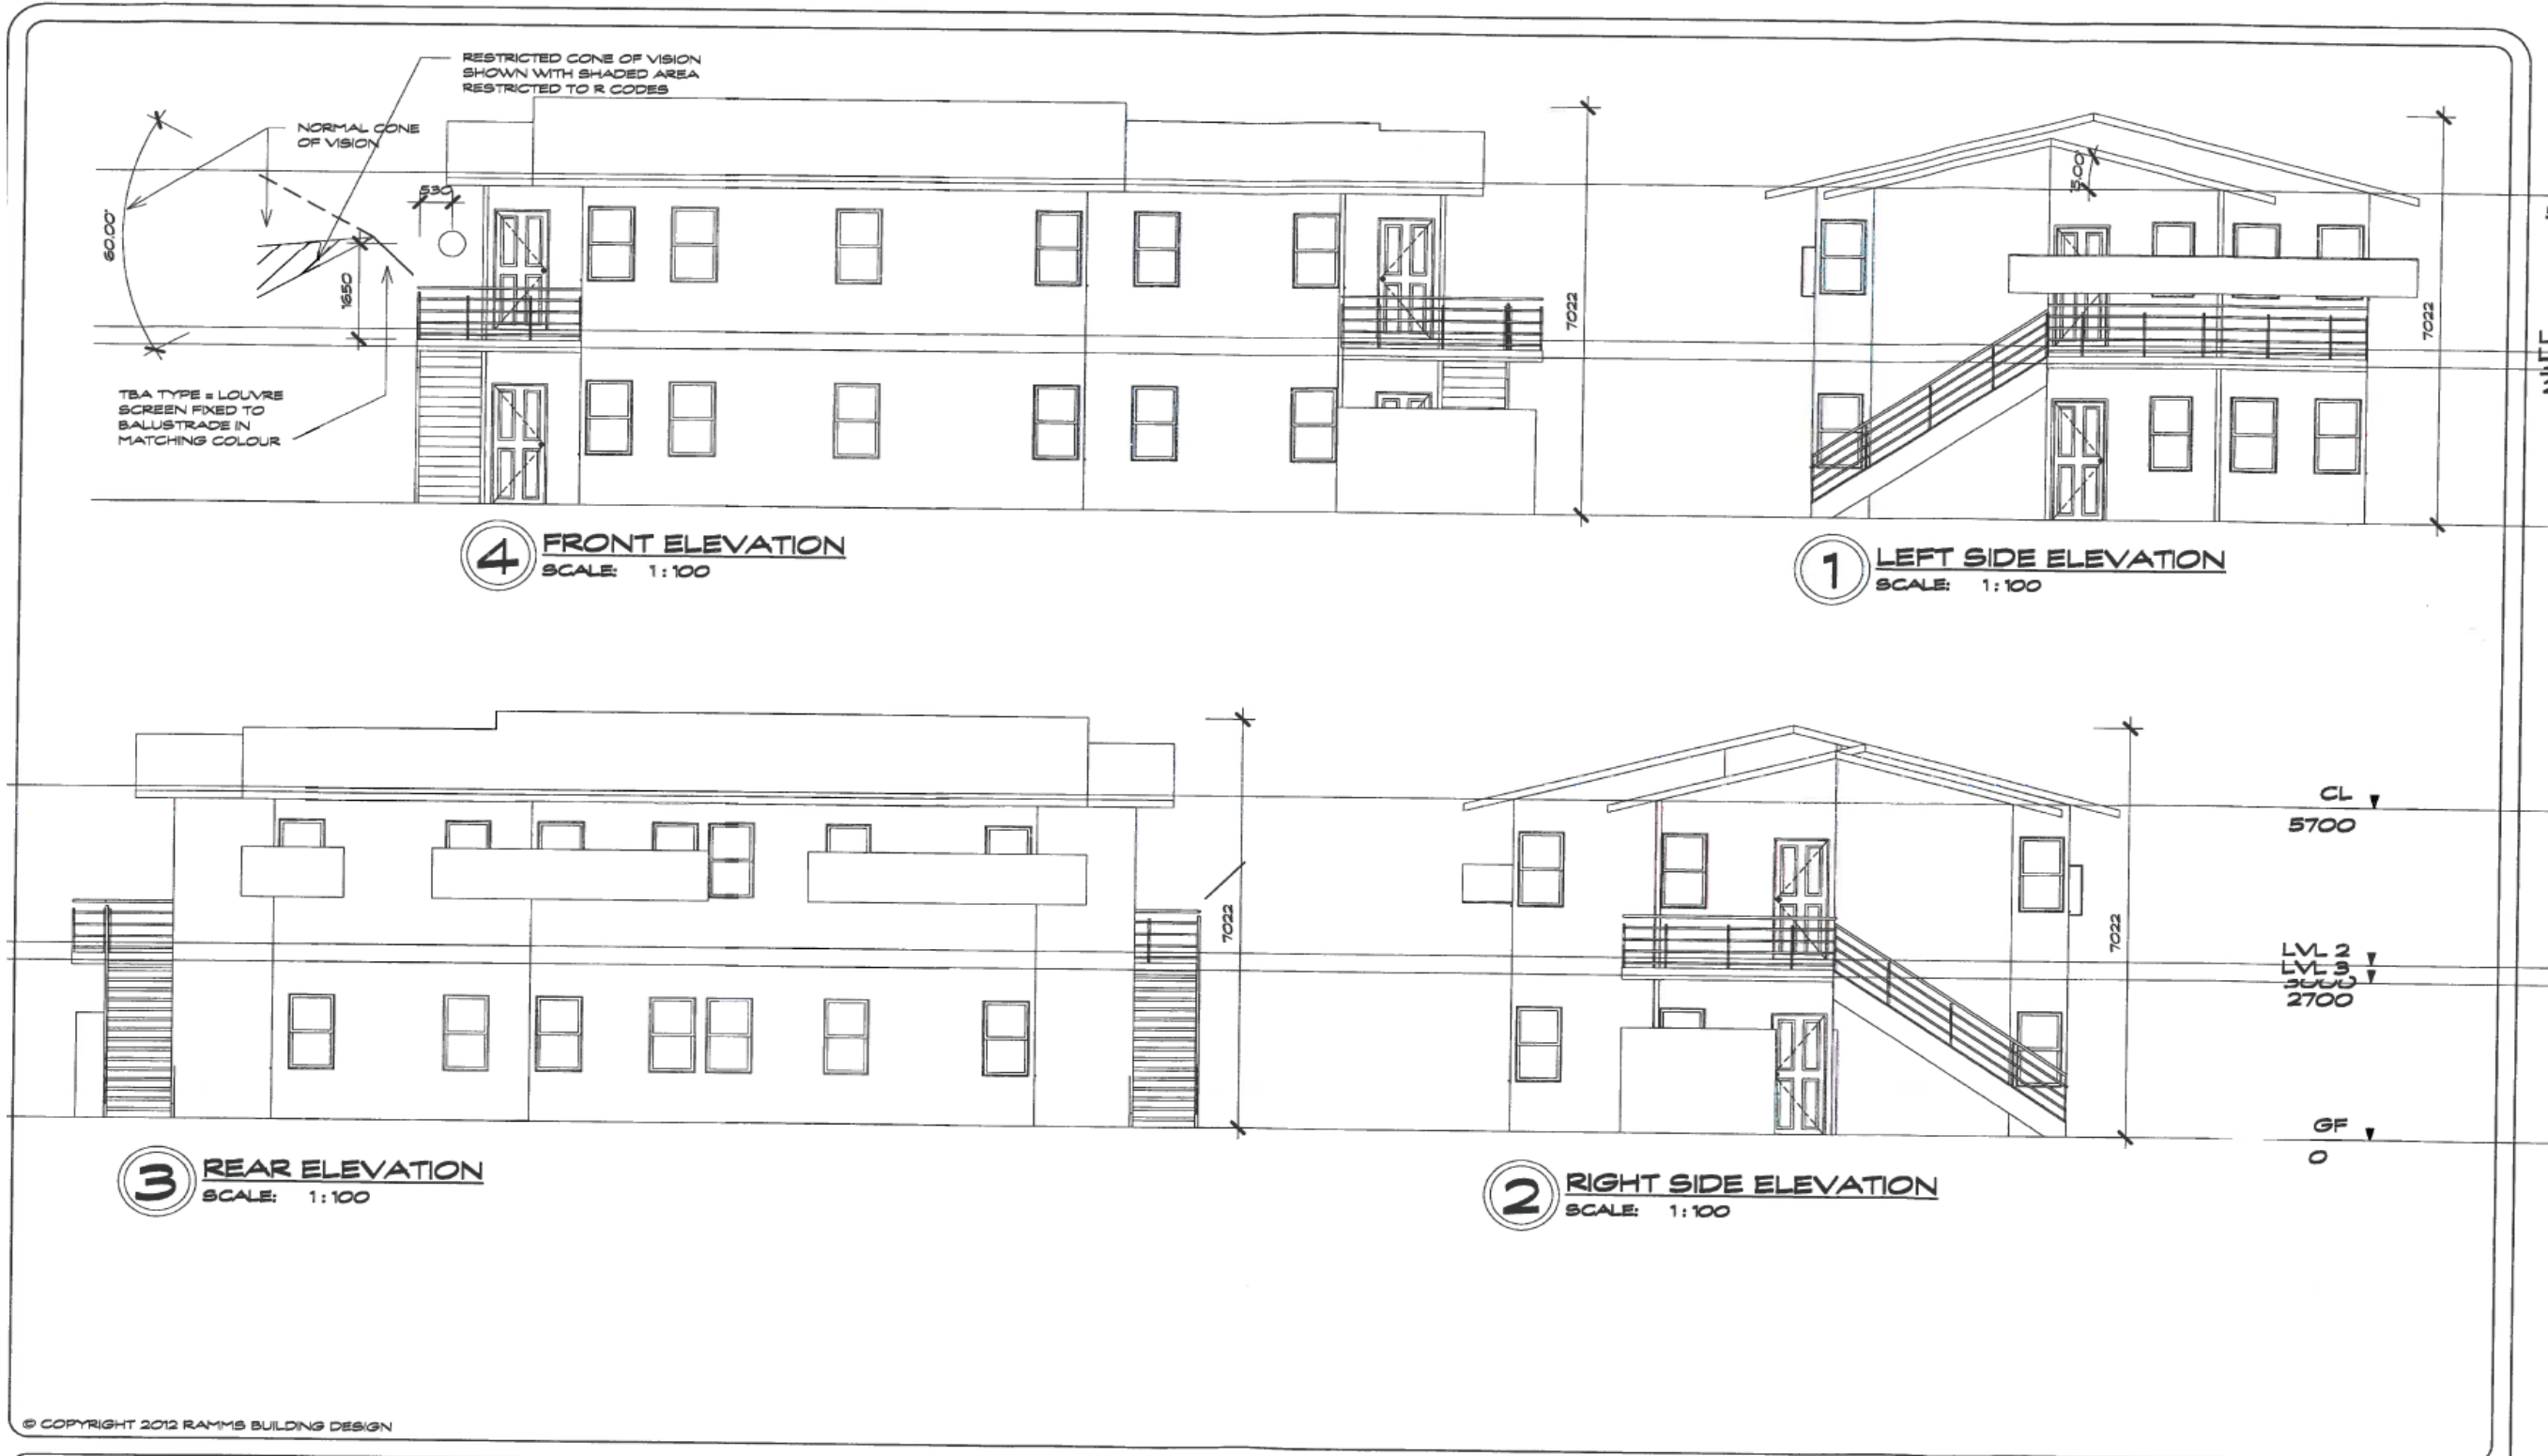 RESTRICTED CONE OF VISION
SHOWN WITH SHADED AREA
RESTRICTED TO R CODES
NORMAL CONE
OF VISION
60.00°
530
1650
TBA TYPE = LOUVRE
SCREEN FIXED TO
BALUSTRADE IN
MATCHING COLOUR
7022
4 FRONT ELEVATION
SCALE: 1:100
15.00°
7022
1 LEFT SIDE ELEVATION
SCALE: 1:100
7022
3 REAR ELEVATION
SCALE: 1:100
7022
2 RIGHT SIDE ELEVATION
SCALE: 1:100
CL
5700
LVL 2
LVL 3
3000
2700
GF
0
© COPYRIGHT 2012 RAMMS BUILDING DESIGN